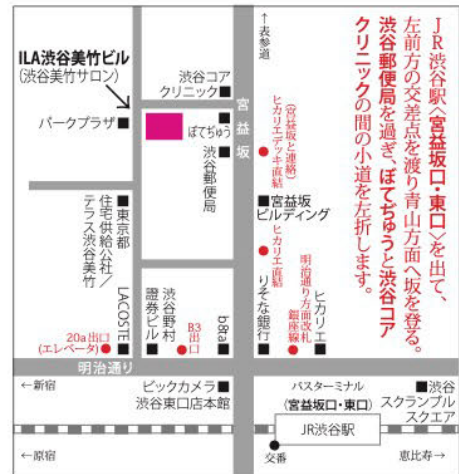 JR渋谷駅〈宮益坂口・東口〉を出て、
左前方の交差点を渡り青山方面へ坂を登る。
渋谷郵便局を過ぎ、ぽてぢゅうと渋谷コア
クリニックの間の小道を左折します。
↑表参道
ILA渋谷美竹ビル
(渋谷美竹サロン)
渋谷コア
クリニック■
パークプラザ■
宮益坂
ぽてぢゅう
渋谷郵便局
ヒカリエデッキ直結
(宮益坂と連絡)
■宮益坂
ビルディング
ヒカリエ直結
東京都
住宅供給公社/
テラス渋谷美竹
LACOSTE
20a出口
(エレベータ)
渋谷野村
證券ビル
B3
出口
b8a
りそな銀行
明治通り方面改札
銀座線
ヒカリエ
明治通り
←新宿
ビックカメラ■
渋谷東口店本館
バスターミナル
(宮益坂口・東口)
■渋谷
スクランブル
スクエア
JR渋谷駅
←原宿
交番
恵比寿→